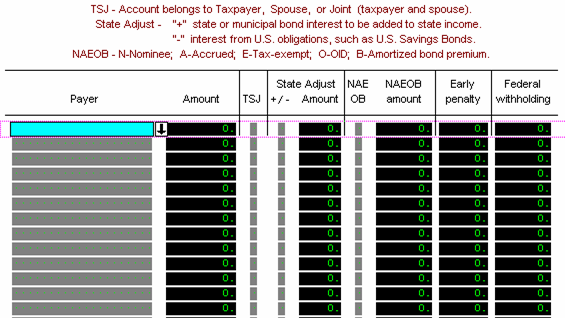 TSJ - Account belongs to Taxpayer, Spouse, or Joint (taxpayer and spouse).
State Adjust - "+" state or municipal bond interest to be added to state income.
"-" interest from U.S. obligations, such as U.S. Savings Bonds.
NAEOB - N-Nominee; A-Accrued; E-Tax-exempt; O-OID; B-Amortized bond premium.
State Adjust NAE NAEOB Early Federal
Payer Amount TSJ +/- Amount OB amount penalty withholding
0. 0. 0. 0. 0.
0. 0. 0. 0. 0.
0. 0. 0. 0. 0.
0. 0. 0. 0. 0.
0. 0. 0. 0. 0.
0. 0. 0. 0. 0.
0. 0. 0. 0. 0.
0. 0. 0. 0. 0.
0. 0. 0. 0. 0.
0. 0. 0. 0. 0.
0. 0. 0. 0. 0.
0. 0. 0. 0. 0.
0. 0. 0. 0. 0.